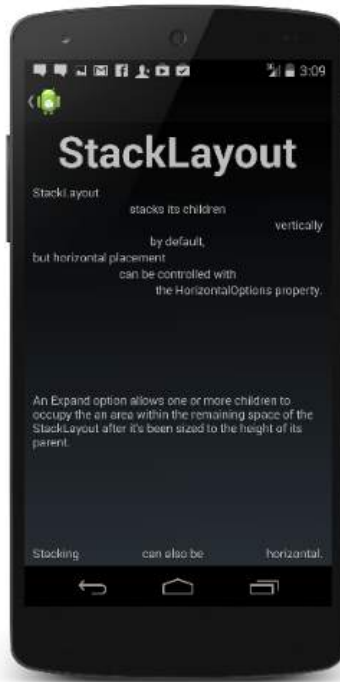 3:09
StackLayout
StackLayout
stacks its children
vertically
by default,
but horizontal placement
can be controlled with
the HorizontalOptions property.
An Expand option allows one or more children to
occupy the an area within the remaining space of the
StackLayout after it's been sized to the height of its
parent.
Stacking can also be horizontal.